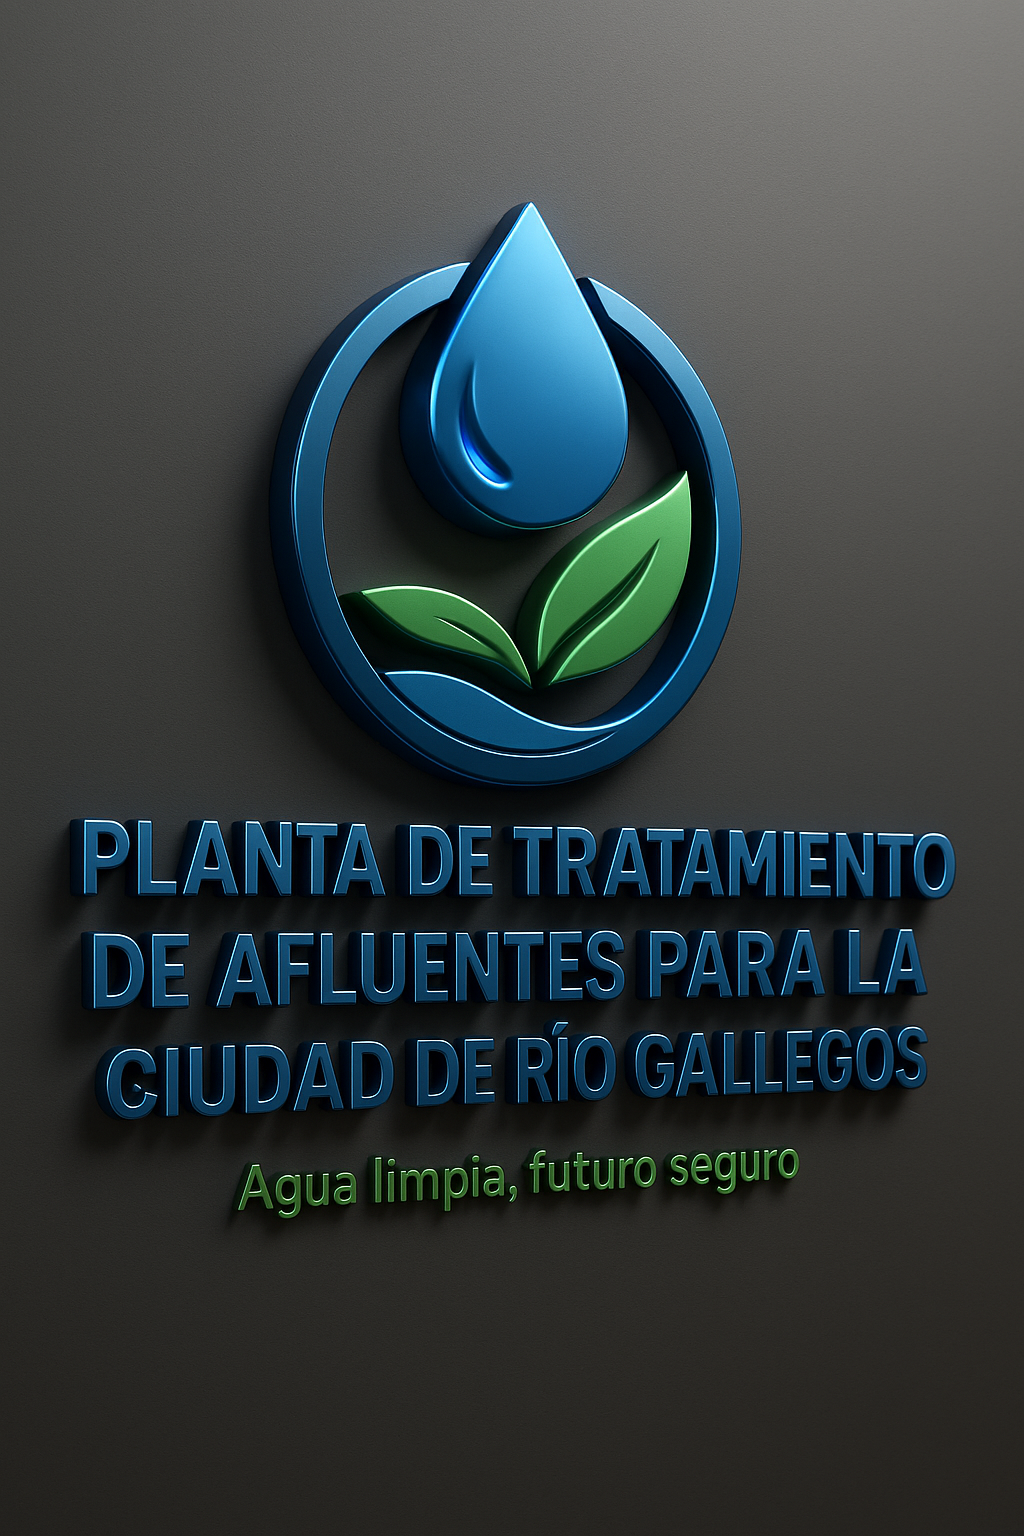 PLANTA DE TRATAMIENTO
DE AFLUENTES PARA LA
CIUDAD DE RÍO GALLEGOS
Agua limpia, futuro seguro